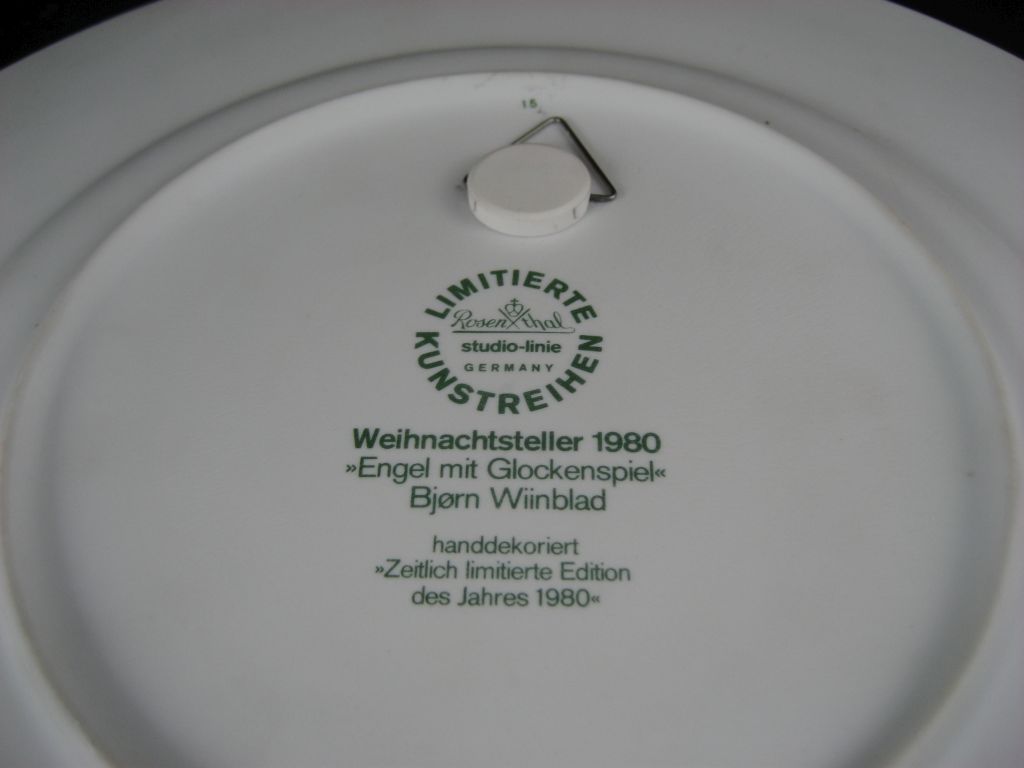 15
LIMITIERTE
Rosenthal
studio-linie
GERMANY
KUNSTREIHEN
Weihnachtsteller 1980
»Engel mit Glockenspiel«
Bjørn Wiinblad
handdekoriert
»Zeitlich limitierte Edition
des Jahres 1980«